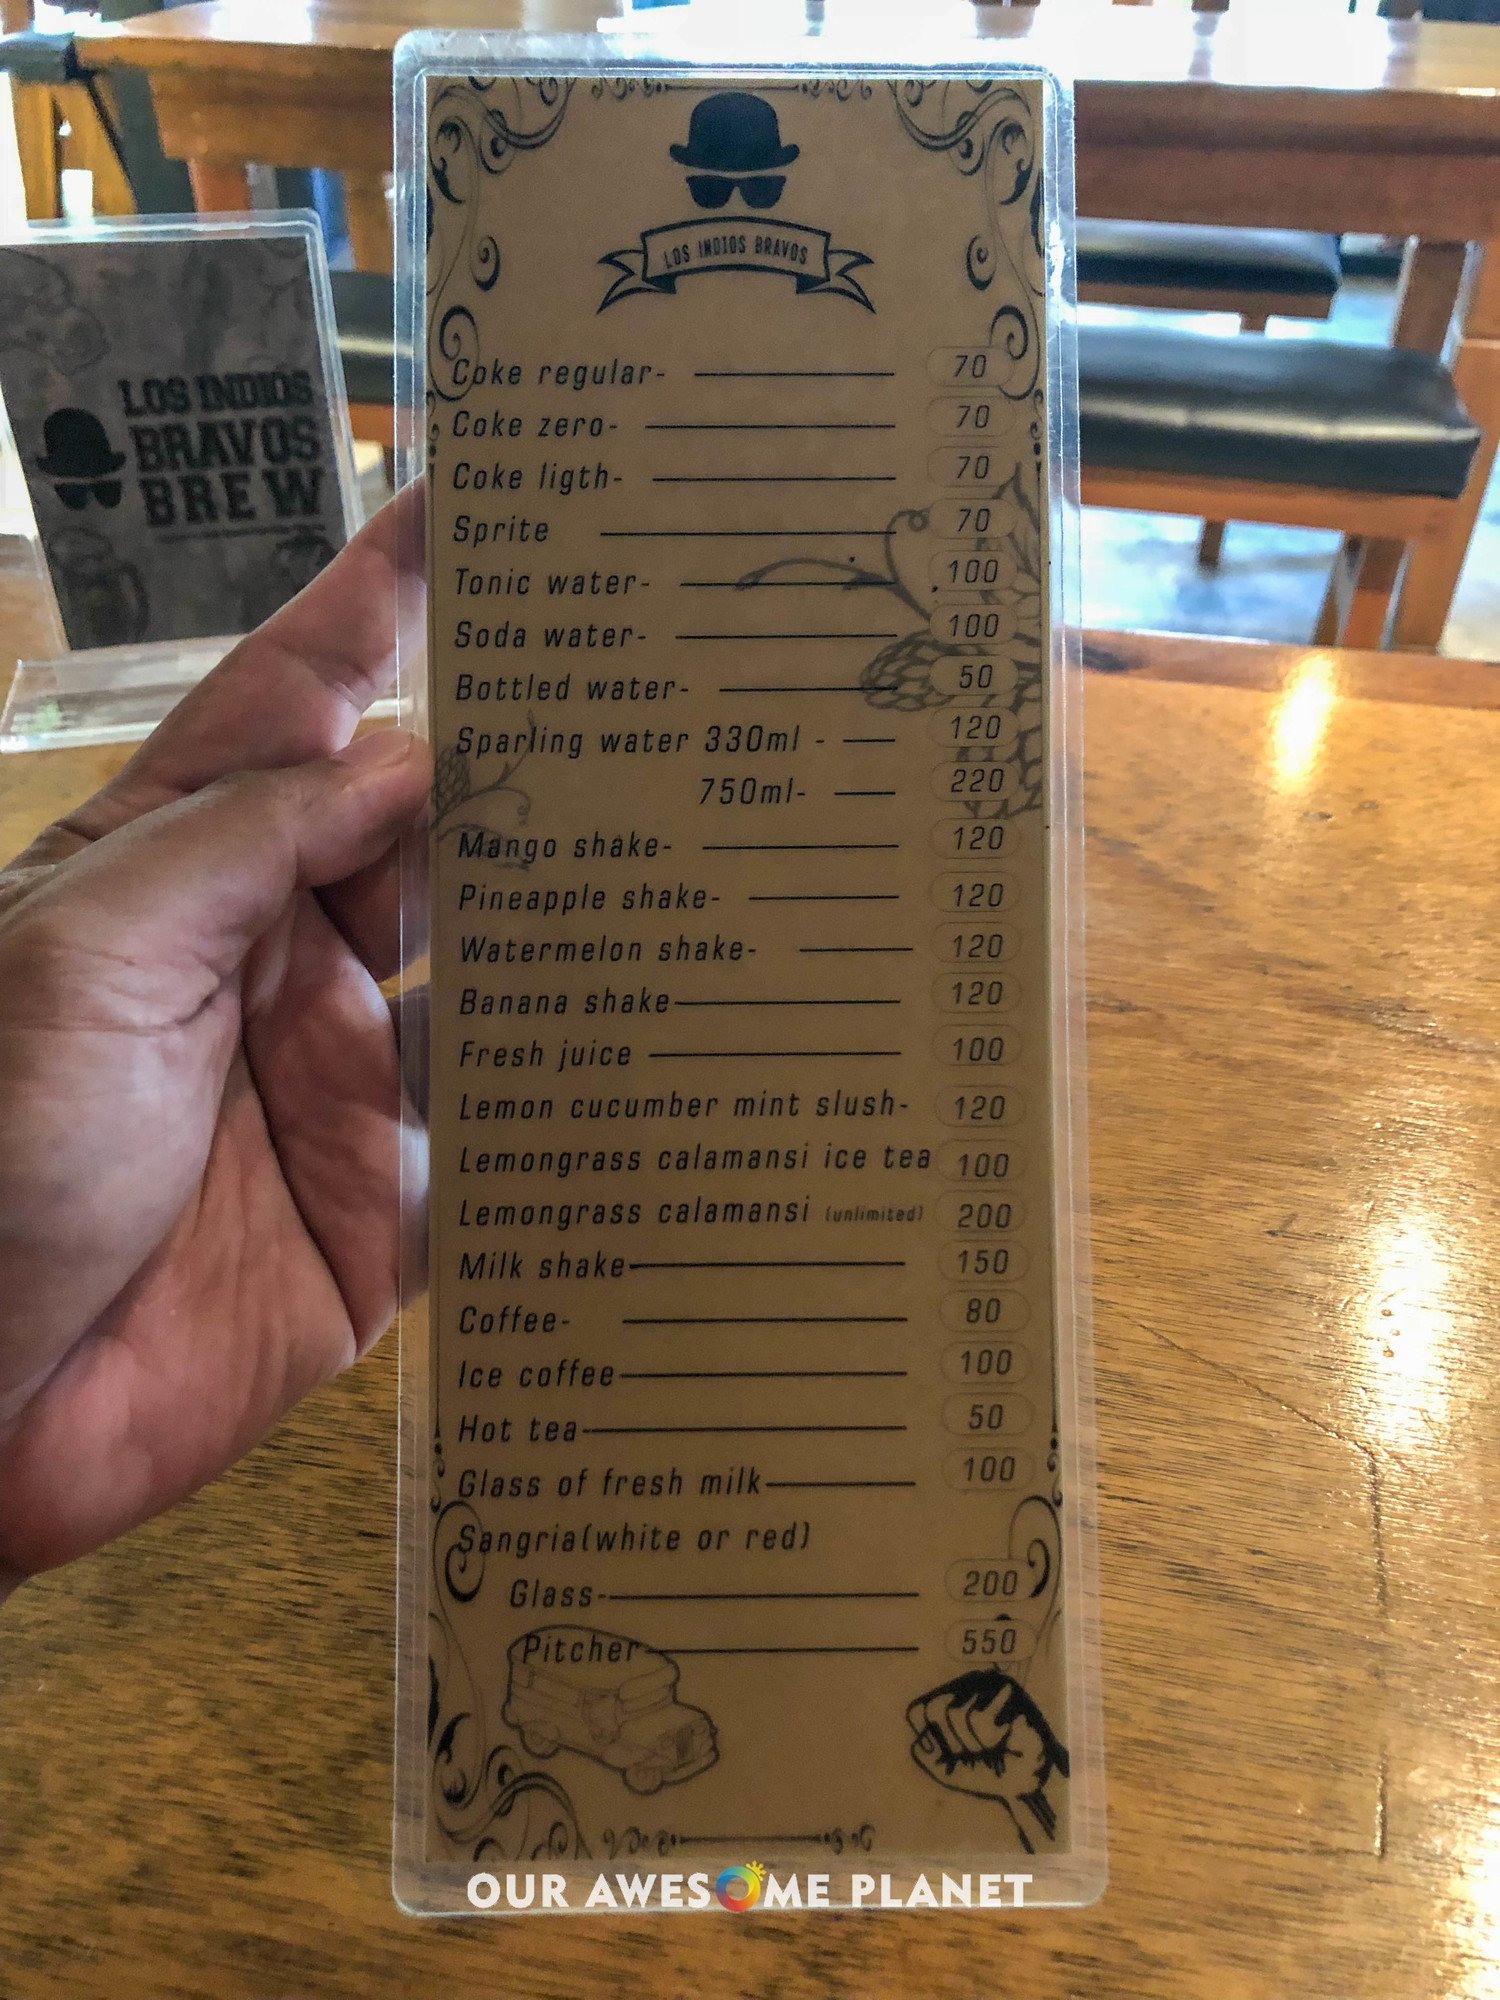 LOS INDIOS BRAVOS
LOS INDIOS
BRAVOS
BREW
Coke regular- 70
Coke zero- 70
Coke ligth- 70
Sprite 70
Tonic water- 100
Soda water- 100
Bottled water- 50
Sparling water 330ml - 120
750ml- 220
Mango shake- 120
Pineapple shake- 120
Watermelon shake- 120
Banana shake 120
Fresh juice 100
Lemon cucumber mint slush- 120
Lemongrass calamansi ice tea 100
Lemongrass calamansi (unlimited) 200
Milk shake 150
Coffee- 80
Ice coffee 100
Hot tea 50
Glass of fresh milk 100
Sangria(white or red)
Glass- 200
Pitcher 550
OUR AWESOME PLANET